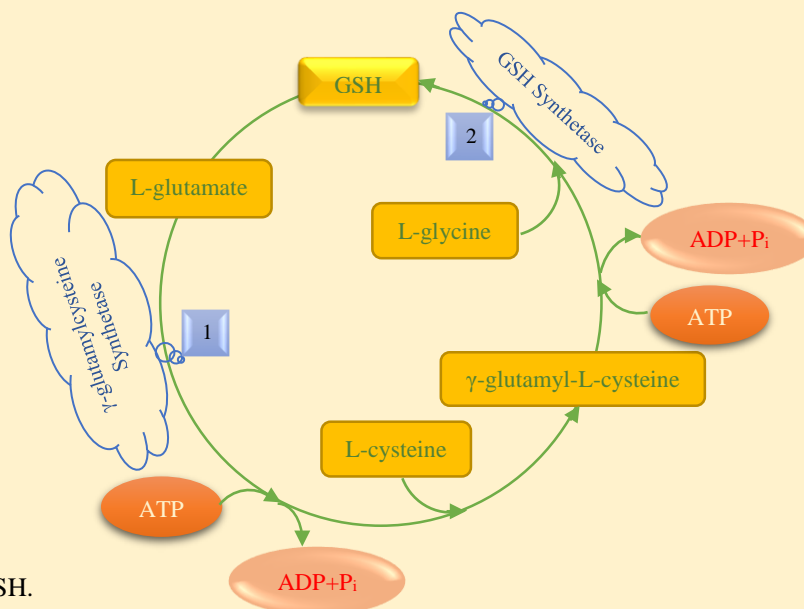 GSH
GSH Synthetase
2
L-glutamate
L-glycine
ADP+Pi
ATP
γ-glutamylcysteine
Synthetase
1
γ-glutamyl-L-cysteine
L-cysteine
ATP
ADP+Pi
SH.